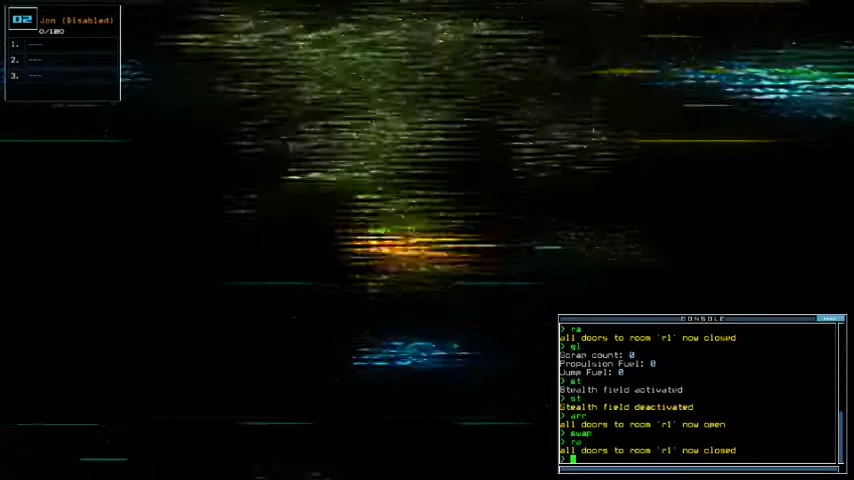 02 Jon (Disabled)
0/100
1. ---
2. ---
3. ---
CONSOLE
> ra
all doors to room 'r1' now closed
> gl
Scrap count: 0
Propulsion Fuel: 0
Jump Fuel: 0
> st
Stealth field activated
> st
Stealth field deactivated
> arr
all doors to room 'r1' now open
> swap
> ra
all doors to room 'r1' now closed
>